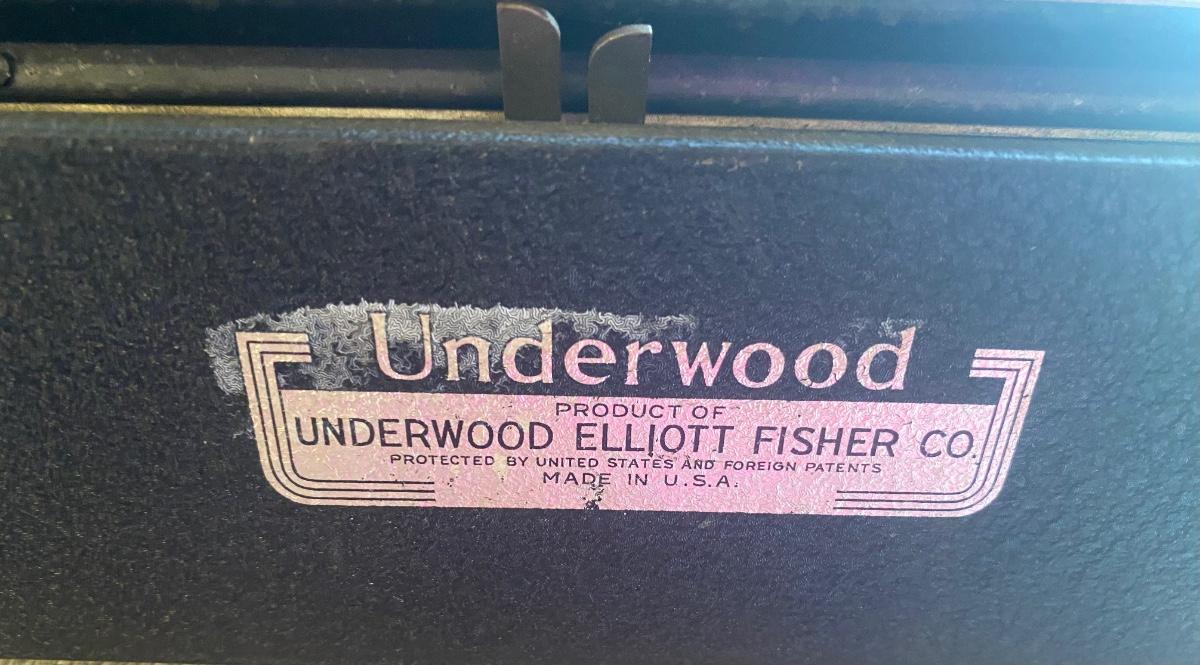 Underwood
PRODUCT OF
UNDERWOOD ELLIOTT FISHER CO.
PROTECTED BY UNITED STATES AND FOREIGN PATENTS
MADE IN U.S.A.